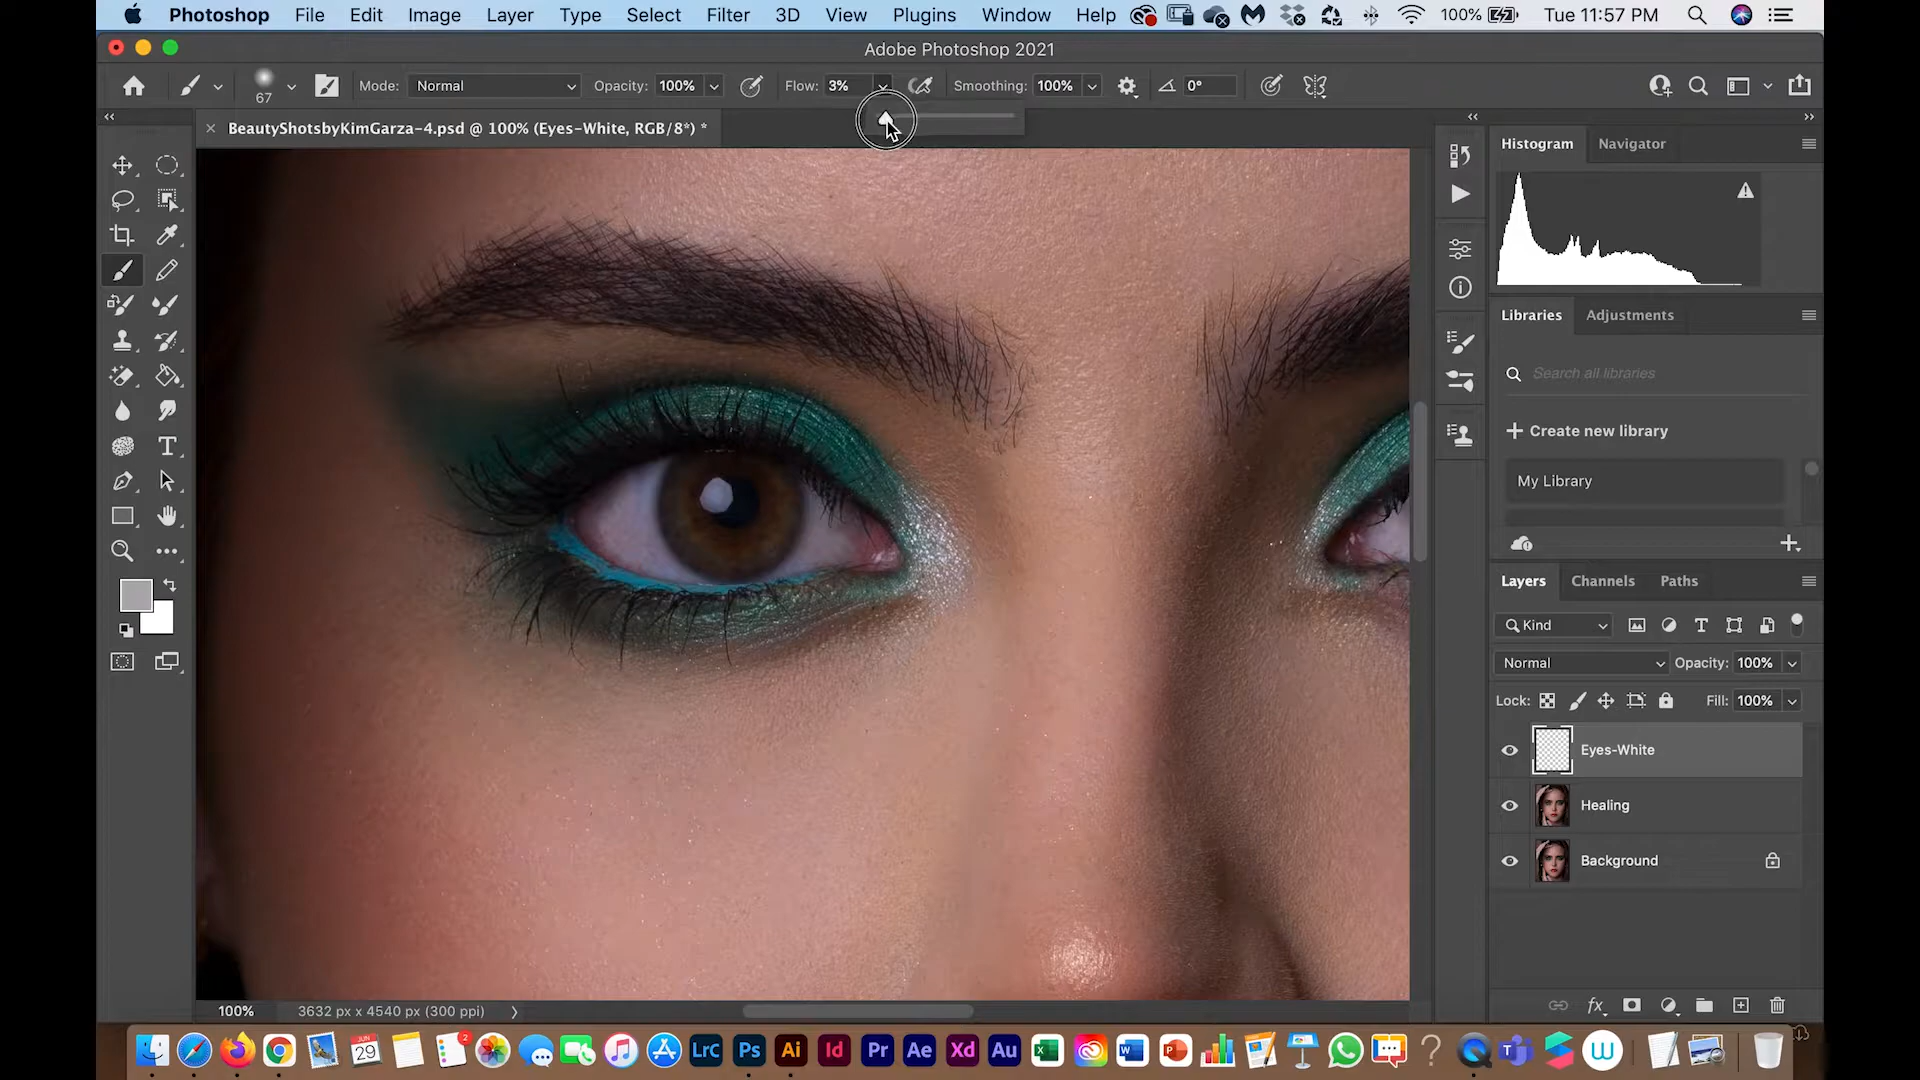 Photoshop File Edit Image Layer Type Select Filter 3D View Plugins Window Help 100% Tue 11:57 PM
Adobe Photoshop 2021
67 Mode: Normal Opacity: 100% Flow: 3% Smoothing: 100% 0°
BeautyShotsbyKimGarza-4.psd @ 100% (Eyes-White, RGB/8*) *
Histogram Navigator
Libraries Adjustments
Search all libraries
Create new library
My Library
Layers Channels Paths
Kind
Normal Opacity: 100%
Lock: Fill: 100%
Eyes-White
Healing
Background
100% 3632 px x 4540 px (300 ppi)
JUN 29 2 LrC Ps Ai Id Pr Ae Xd Au